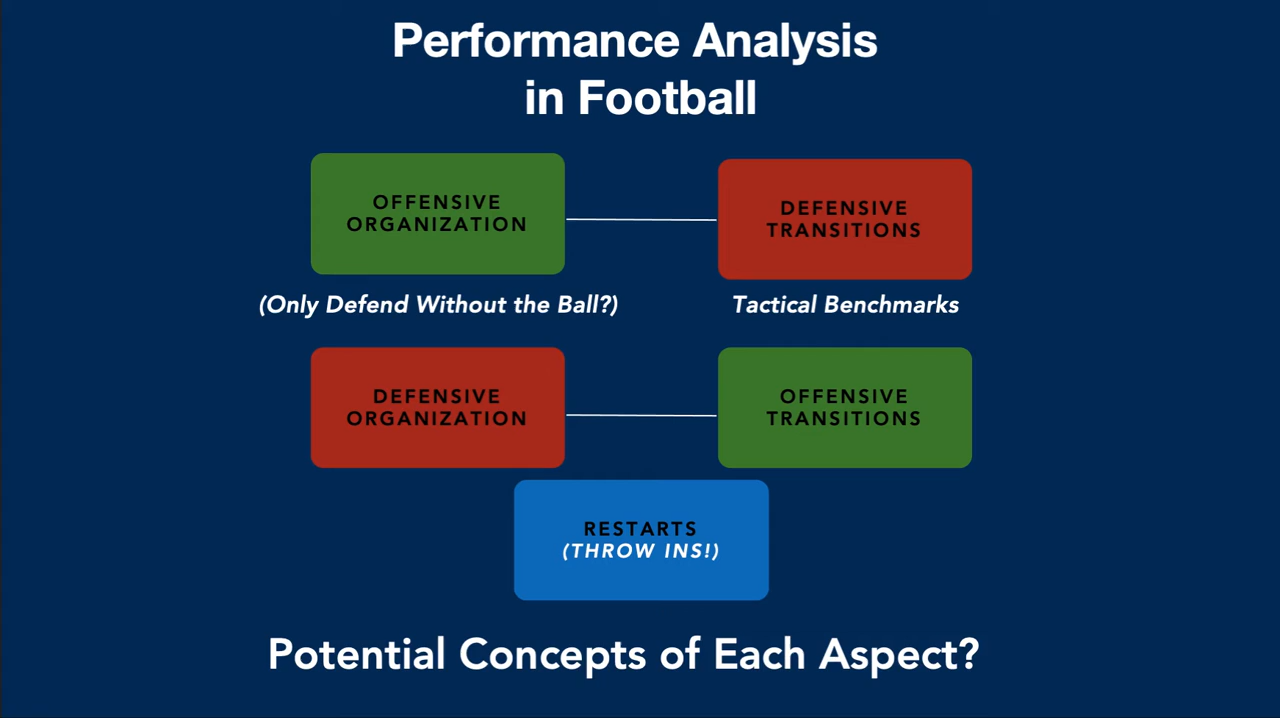 Performance Analysis
in Football
OFFENSIVE
ORGANIZATION
DEFENSIVE
TRANSITIONS
(Only Defend Without the Ball?)
Tactical Benchmarks
DEFENSIVE
ORGANIZATION
OFFENSIVE
TRANSITIONS
RESTARTS
(THROW INS!)
Potential Concepts of Each Aspect?